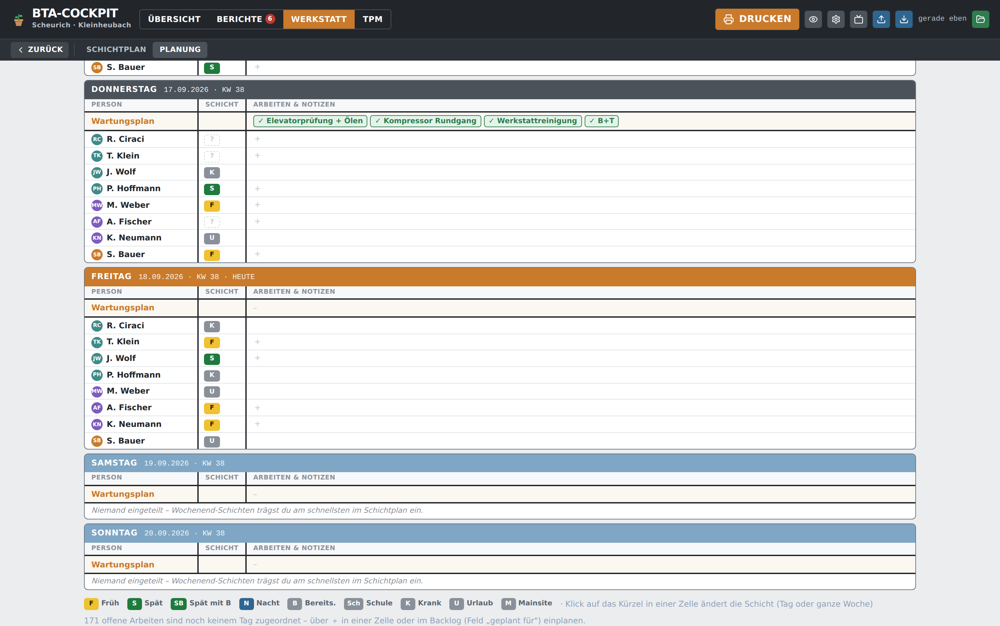 BTA-COCKPIT
Scheurich · Kleinheubach
ÜBERSICHT BERICHTE 6 WERKSTATT TPM
DRUCKEN gerade eben
ZURÜCK SCHICHTPLAN PLANUNG
SB S. Bauer S +
DONNERSTAG 17.09.2026 · KW 38
PERSON SCHICHT ARBEITEN & NOTIZEN
Wartungsplan ✓ Elevatorprüfung + Ölen ✓ Kompressor Rundgang ✓ Werkstattreinigung ✓ B+T
RC R. Ciraci ? +
TK T. Klein ? +
JW J. Wolf K
PH P. Hoffmann S +
MW M. Weber F +
AF A. Fischer ? +
KN K. Neumann U
SB S. Bauer F +
FREITAG 18.09.2026 · KW 38 · HEUTE
PERSON SCHICHT ARBEITEN & NOTIZEN
Wartungsplan –
RC R. Ciraci K
TK T. Klein F +
JW J. Wolf S +
PH P. Hoffmann K
MW M. Weber U
AF A. Fischer F +
KN K. Neumann F +
SB S. Bauer U
SAMSTAG 19.09.2026 · KW 38
PERSON SCHICHT ARBEITEN & NOTIZEN
Wartungsplan –
Niemand eingeteilt – Wochenend-Schichten trägst du am schnellsten im Schichtplan ein.
SONNTAG 20.09.2026 · KW 38
PERSON SCHICHT ARBEITEN & NOTIZEN
Wartungsplan –
Niemand eingeteilt – Wochenend-Schichten trägst du am schnellsten im Schichtplan ein.
F Früh S Spät SB Spät mit B N Nacht B Bereits. Sch Schule K Krank U Urlaub M Mainsite · Klick auf das Kürzel in einer Zelle ändert die Schicht (Tag oder ganze Woche)
171 offene Arbeiten sind noch keinem Tag zugeordnet – über + in einer Zelle oder im Backlog (Feld „geplant für") einplanen.